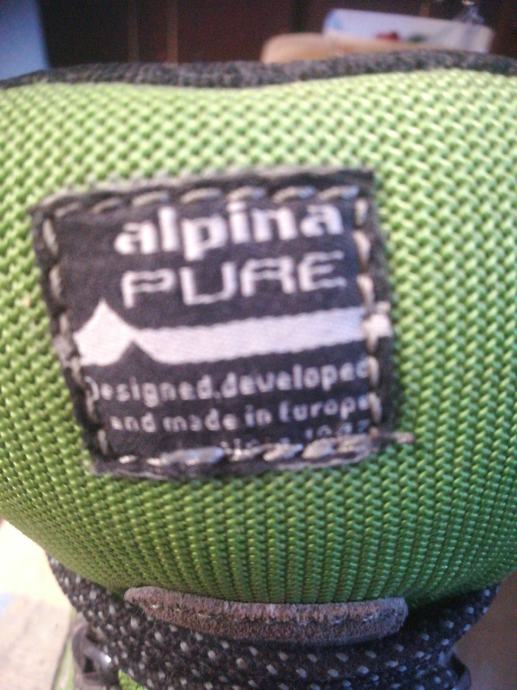 alpina
PURE
Designed, developed
and made in Europe